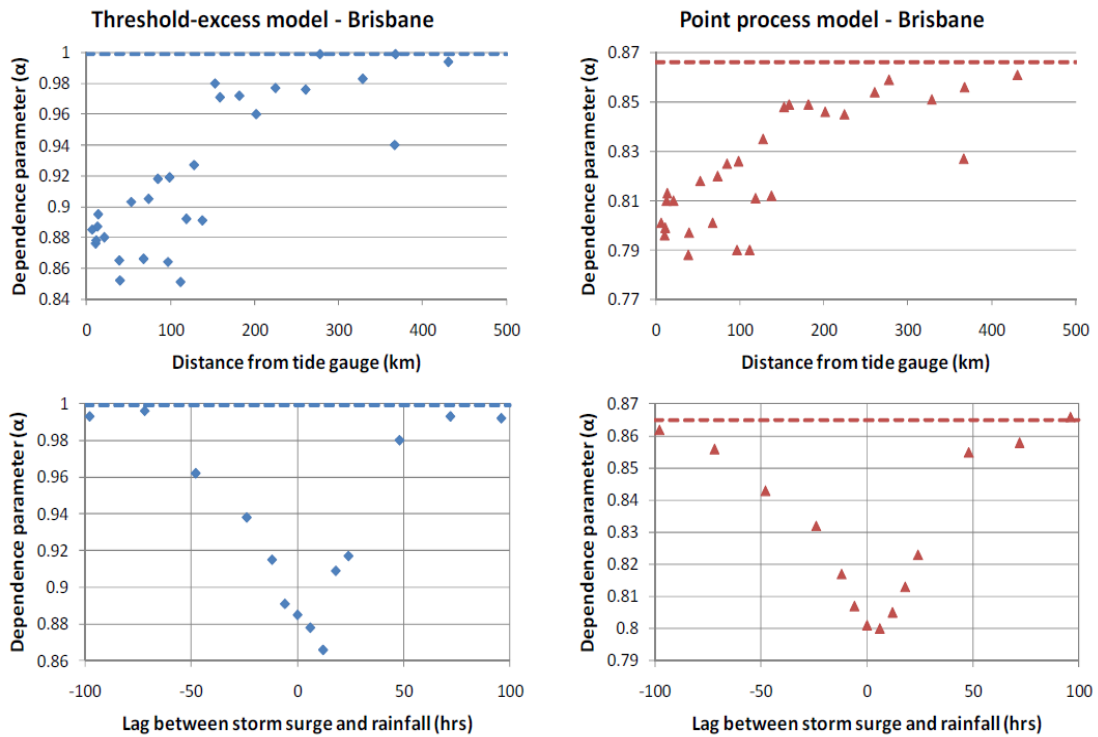 Threshold-excess model - Brisbane
Dependence parameter (α)
1
0.98
0.96
0.94
0.92
0.9
0.88
0.86
0.84
0 100 200 300 400 500
Distance from tide gauge (km)
Point process model - Brisbane
Dependence parameter (α)
0.87
0.85
0.83
0.81
0.79
0.77
0 100 200 300 400 500
Distance from tide gauge (km)
Dependence parameter (α)
1
0.98
0.96
0.94
0.92
0.9
0.88
0.86
-100 -50 0 50 100
Lag between storm surge and rainfall (hrs)
Dependence parameter (α)
0.87
0.86
0.85
0.84
0.83
0.82
0.81
0.8
0.79
-100 -50 0 50 100
Lag between storm surge and rainfall (hrs)